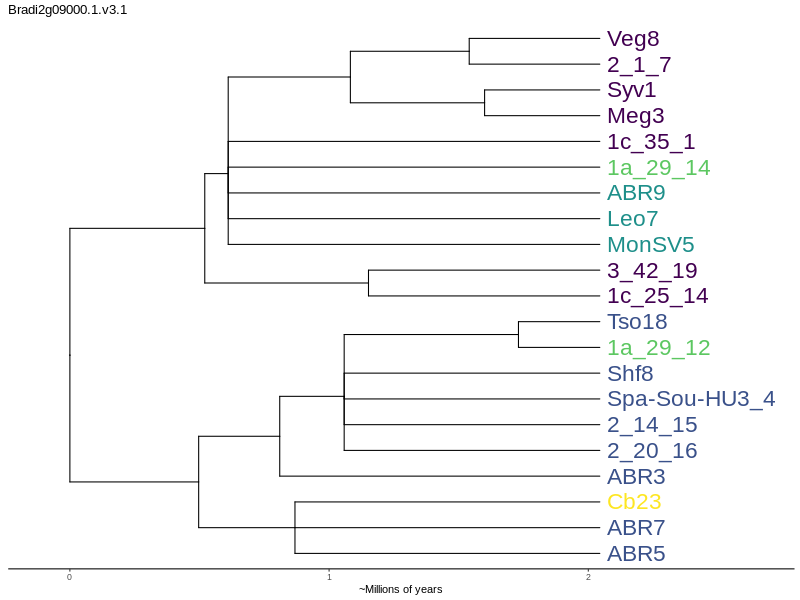 Bradi2g09000.1.v3.1
Veg8
2_1_7
Syv1
Meg3
1c_35_1
1a_29_14
ABR9
Leo7
MonSV5
3_42_19
1c_25_14
Tso18
1a_29_12
Shf8
Spa-Sou-HU3_4
2_14_15
2_20_16
ABR3
Cb23
ABR7
ABR5
0 1 2
~Millions of years